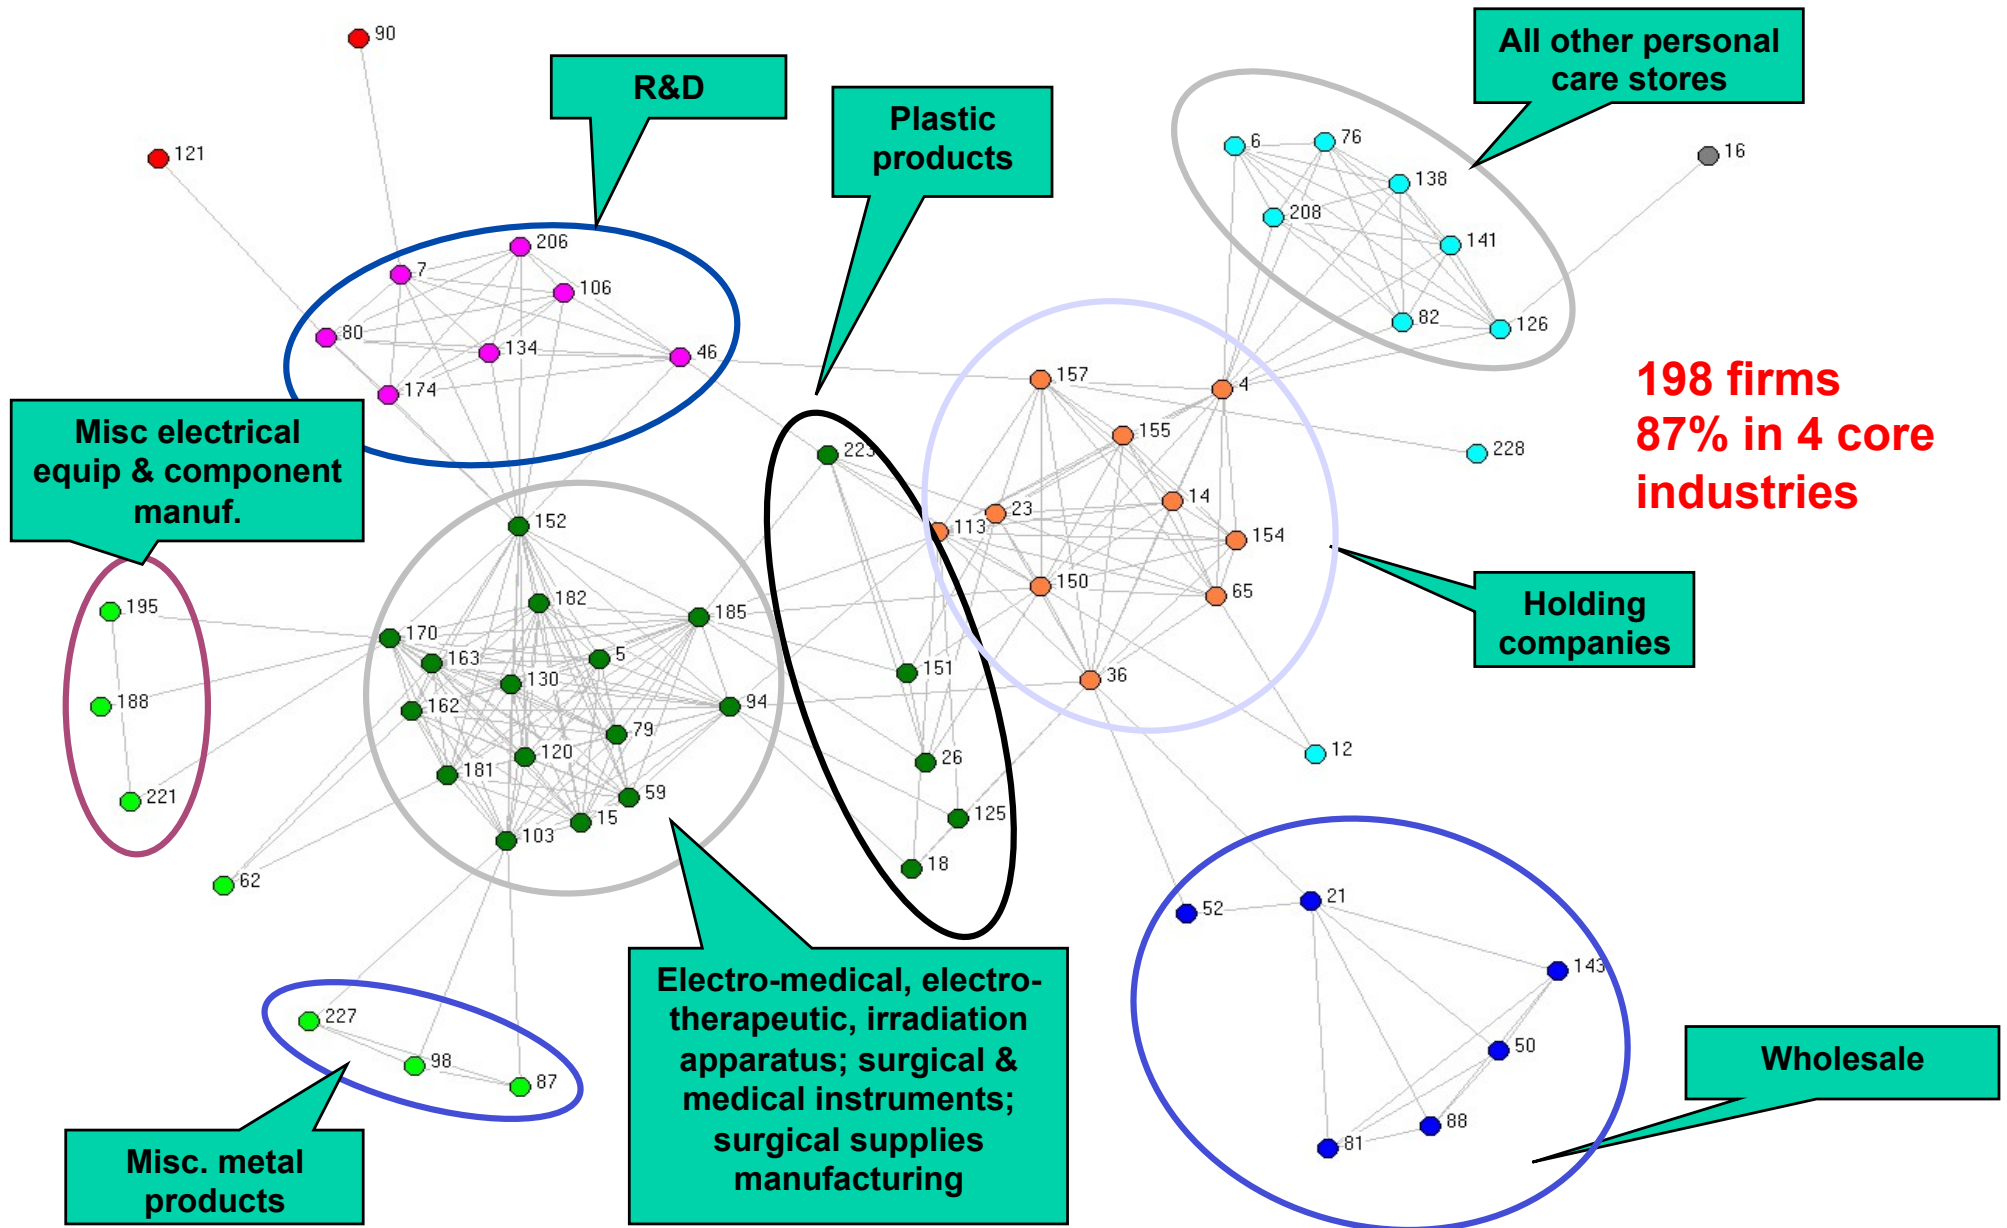 90
121
R&D
Plastic
products
All other personal
care stores
6
76
16
138
208
141
82
126
206
7
106
80
134
46
174
157
4
155
198 firms
87% in 4 core
industries
228
Misc electrical
equip & component
manuf.
223
14
23
113
154
152
150
65
Holding
companies
195
182
185
170
163
5
130
151
36
188
162
94
79
120
26
12
181
221
59
125
15
103
18
62
52
21
143
Electro-medical, electro-
therapeutic, irradiation
apparatus; surgical &
medical instruments;
surgical supplies
manufacturing
227
98
87
50
88
81
Wholesale
Misc. metal
products